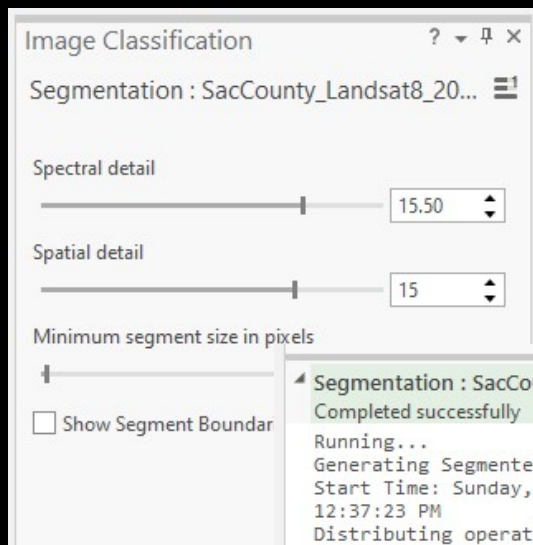 Image Classification
Segmentation : SacCounty_Landsat8_20...
Spectral detail
15.50
Spatial detail
15
Minimum segment size in pixels
Show Segment Boundar
Segmentation : SacCou
Completed successfully
Running...
Generating Segmente
Start Time: Sunday,
12:37:23 PM
Distributing operat